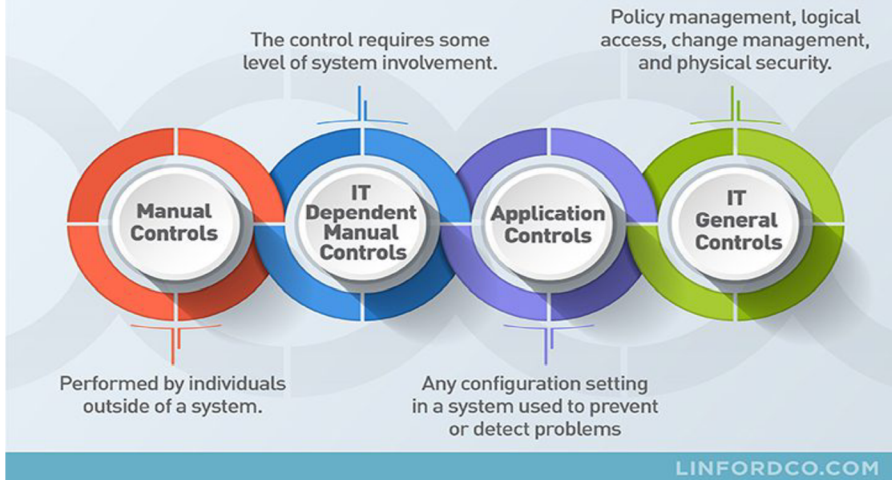 Policy management, logical
access, change management,
and physical security.
The control requires some
level of system involvement.
Manual
Controls
IT
Dependent
Manual
Controls
Application
Controls
IT
General
Controls
Performed by individuals
outside of a system.
Any configuration setting
in a system used to prevent
or detect problems
LINFORDCO.COM